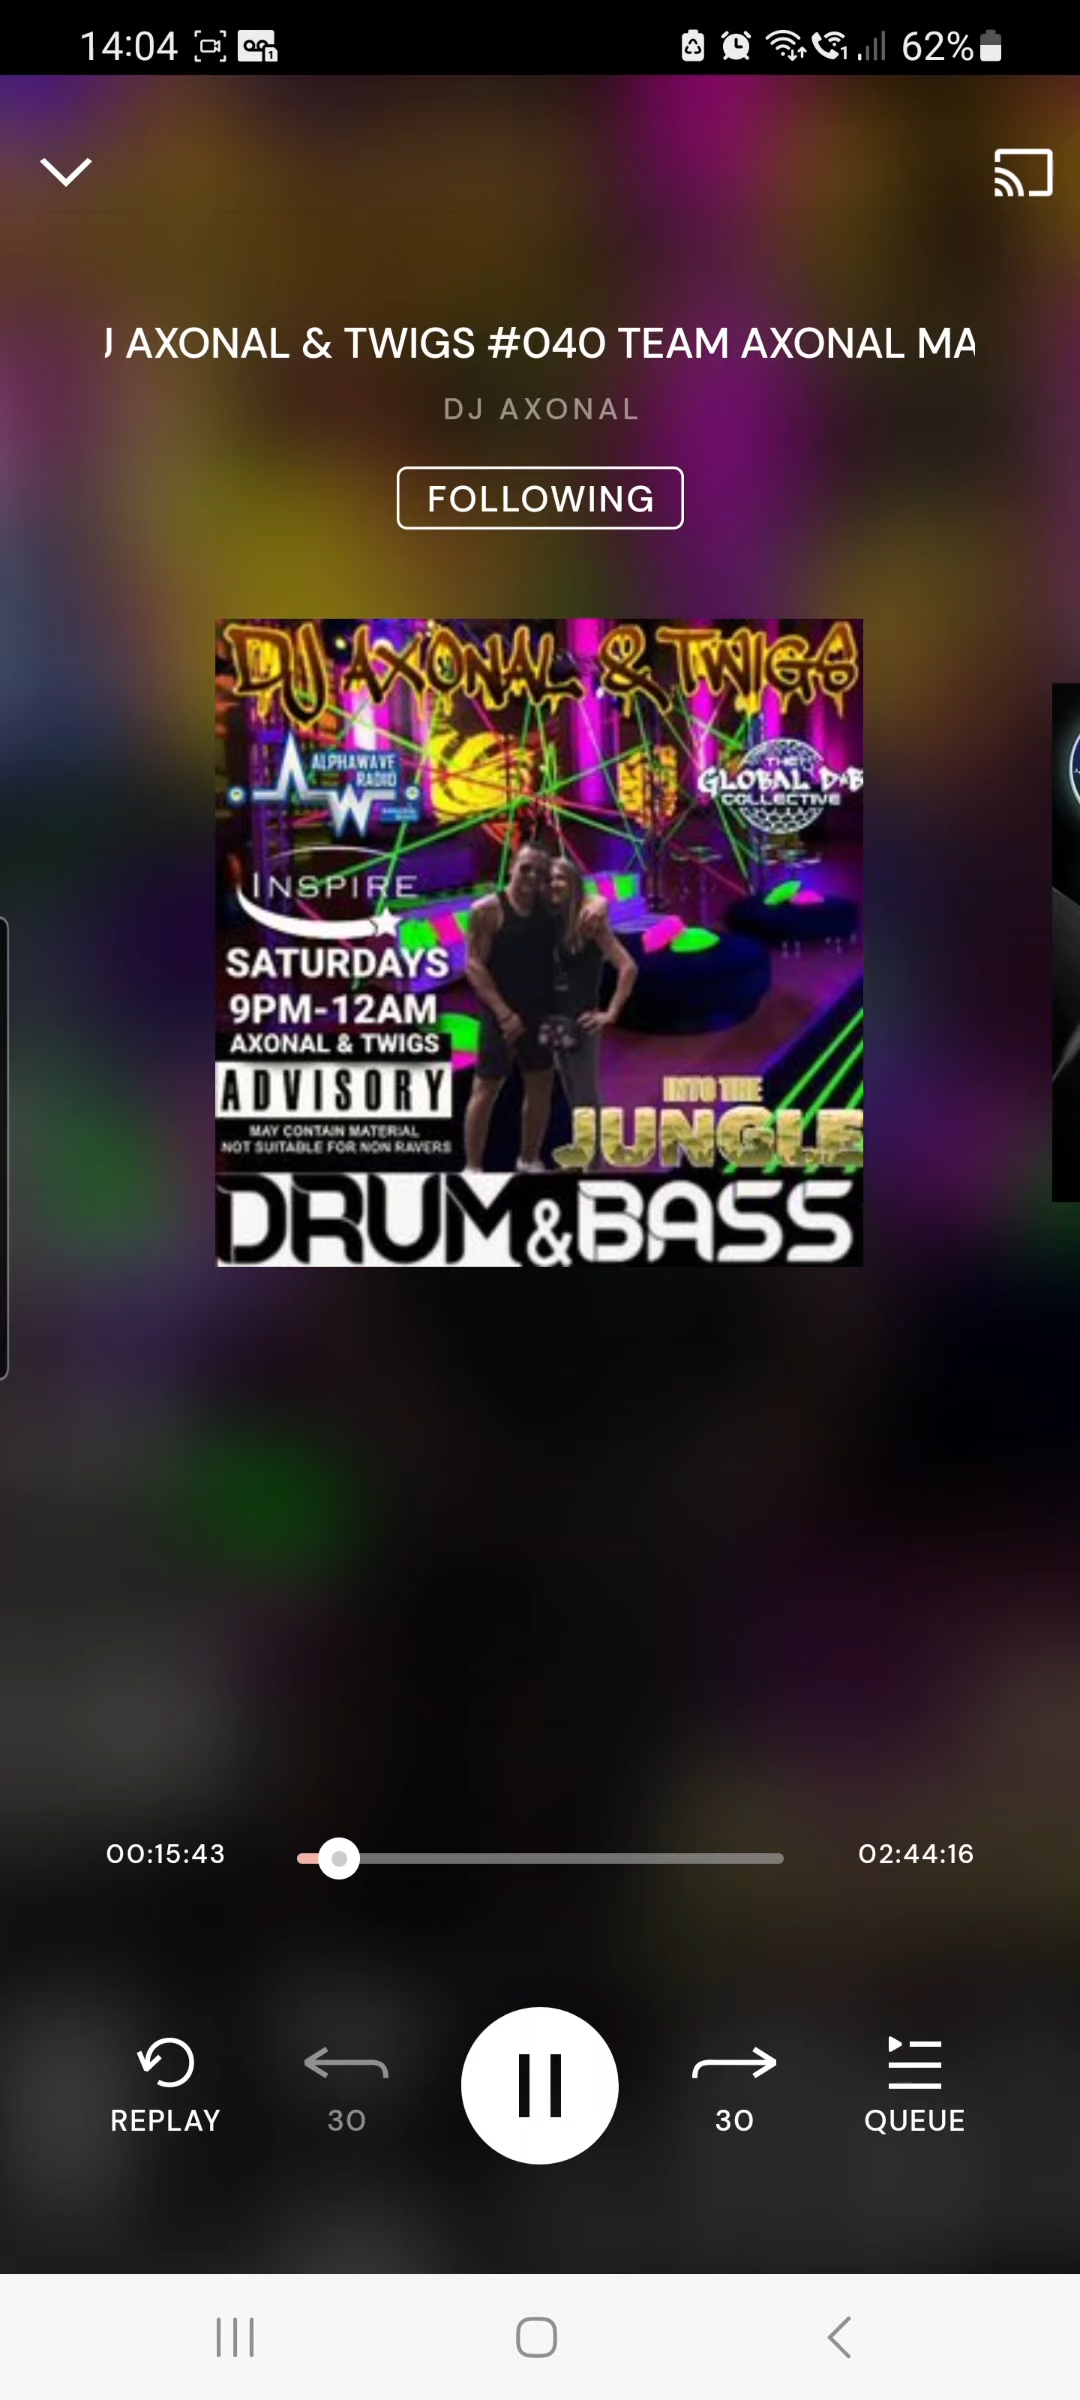 14:04
1
1
62%
J AXONAL & TWIGS #040 TEAM AXONAL MA
DJ AXONAL
FOLLOWING
DJ AXONAL & TWIGS
ALPHAWAVE
RADIO
THE
GLOBAL D&B
COLLECTIVE
INSPIRE
SATURDAYS
9PM-12AM
AXONAL & TWIGS
ADVISORY
MAY CONTAIN MATERIAL
NOT SUITABLE FOR NON RAVERS
INTO THE
JUNGLE
DRUM&BASS
00:15:43
02:44:16
REPLAY
30
30
QUEUE